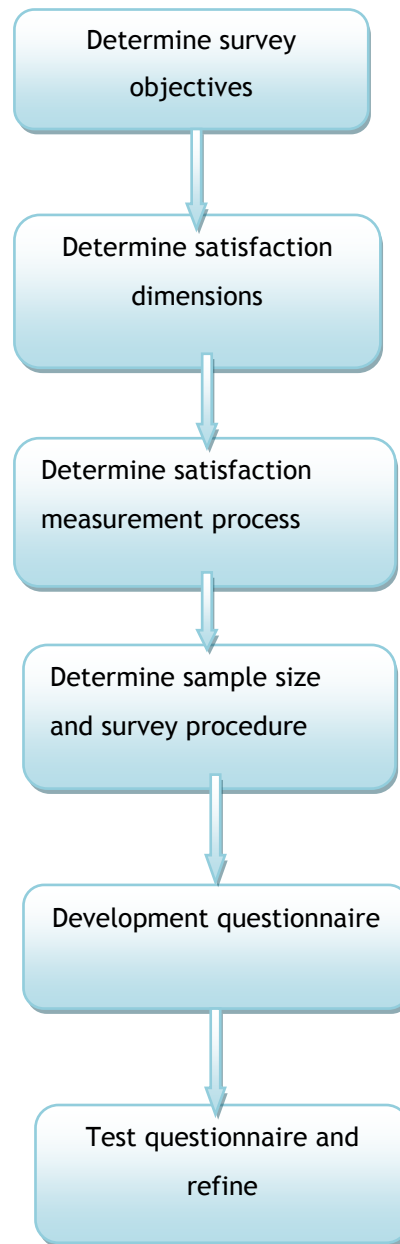 Determine survey
objectives
Determine satisfaction
dimensions
Determine satisfaction
measurement process
Determine sample size
and survey procedure
Development questionnaire
Test questionnaire and
refine